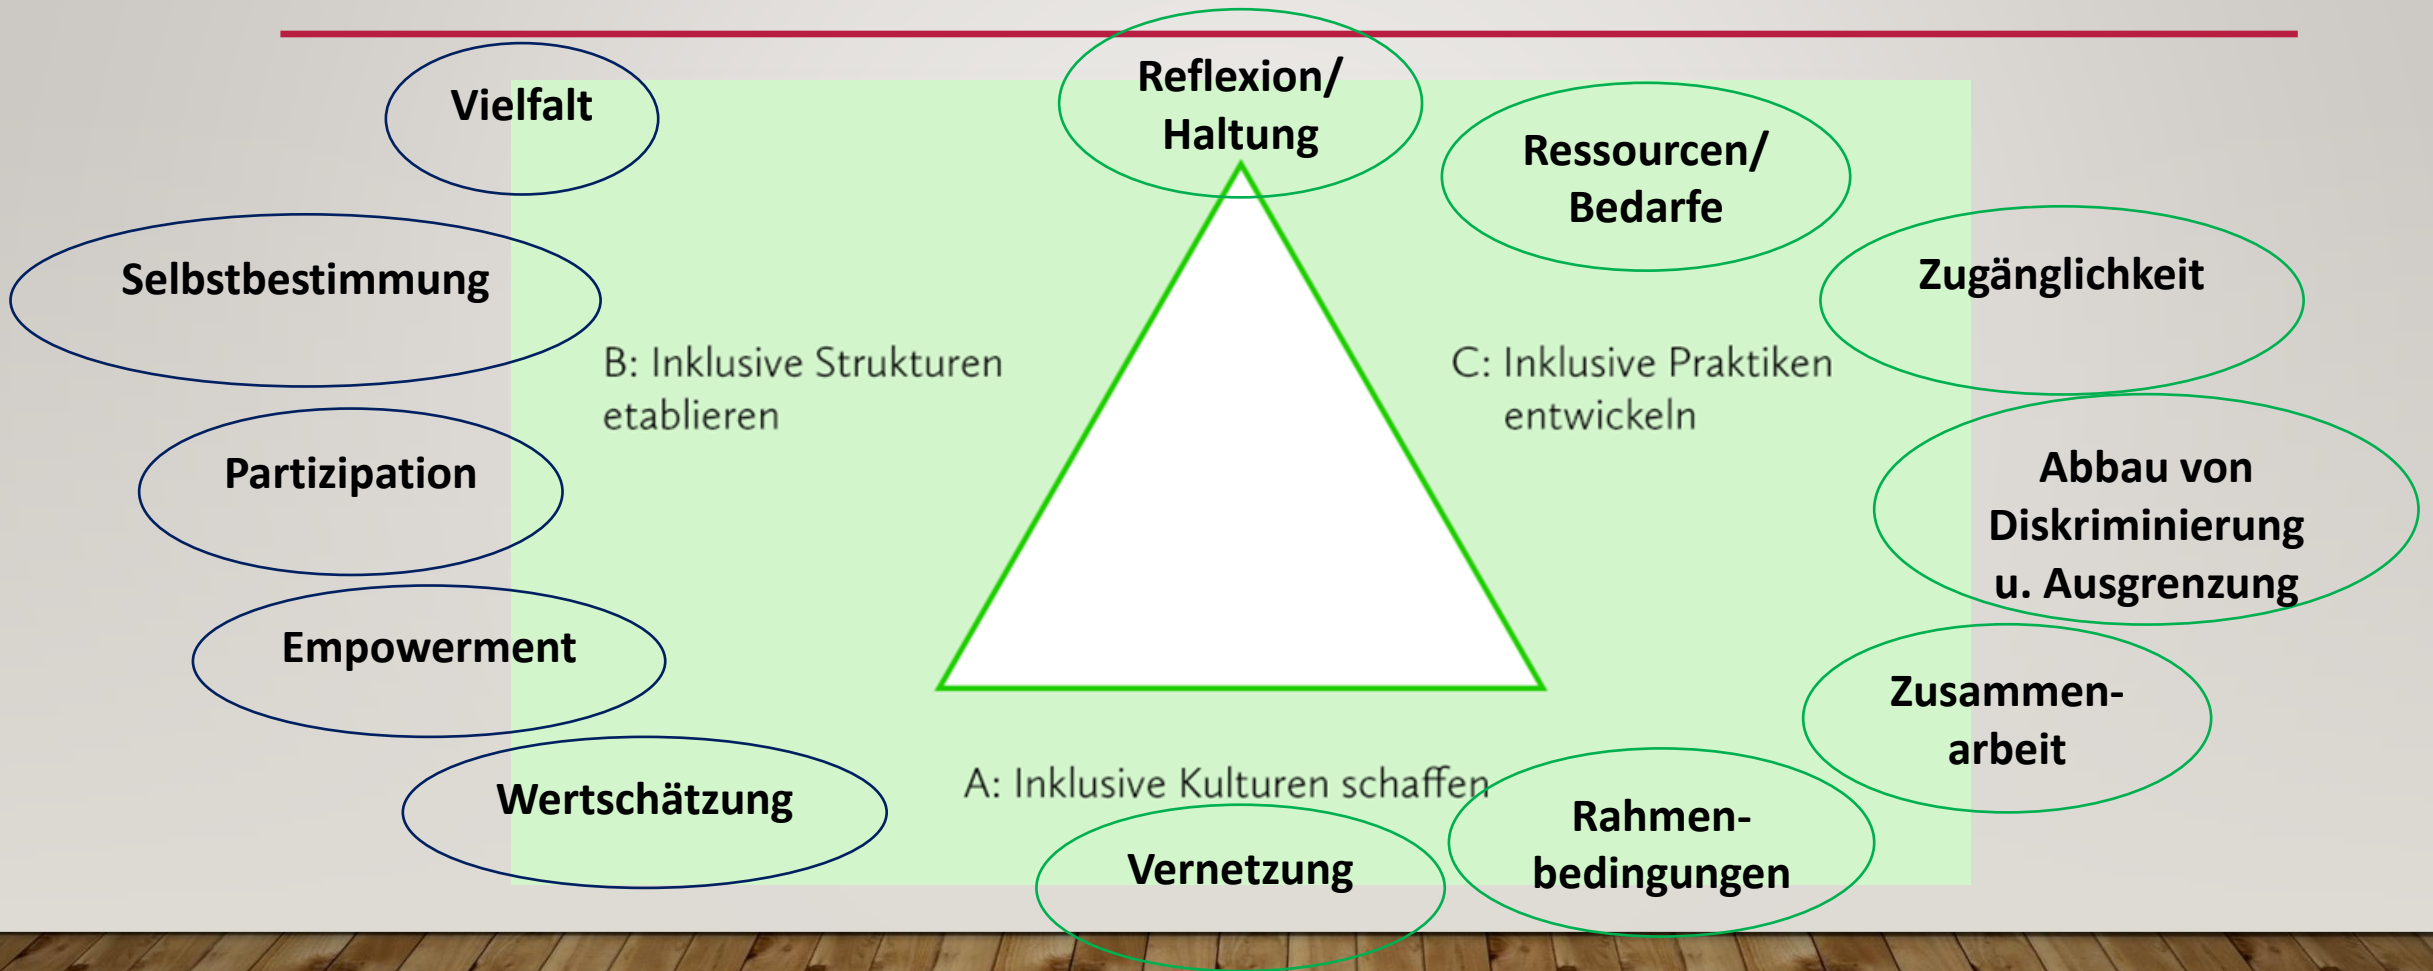 Vielfalt
Reflexion/
Haltung
Ressourcen/
Bedarfe
Selbstbestimmung
Zugänglichkeit
B: Inklusive Strukturen
etablieren
C: Inklusive Praktiken
entwickeln
Partizipation
Abbau von
Diskriminierung
u. Ausgrenzung
Empowerment
Zusammen-
arbeit
Wertschätzung
A: Inklusive Kulturen schaffen
Rahmen-
bedingungen
Vernetzung